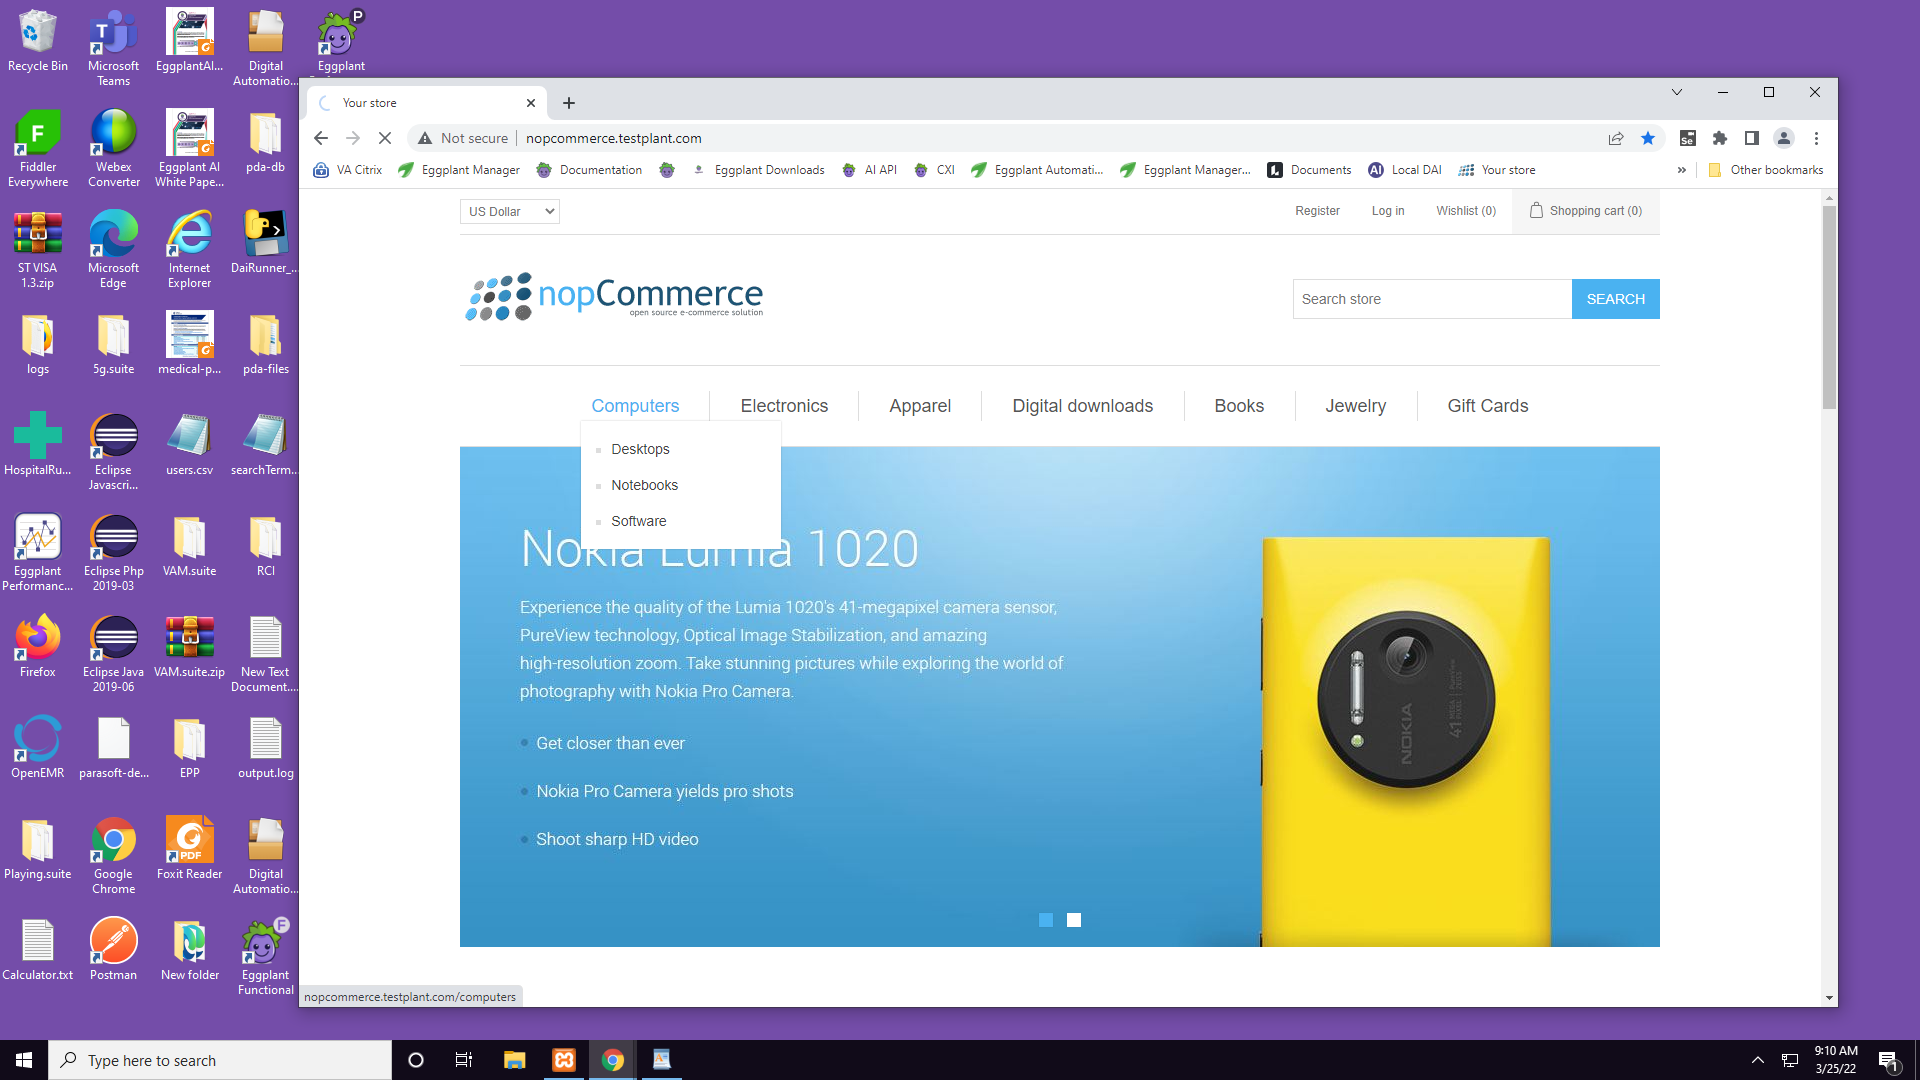 Recycle Bin
Microsoft
Teams
EggplantAI...
Digital
Automatio...
Eggplant
Fiddler
Everywhere
Webex
Converter
Eggplant AI
White Pape...
pda-db
ST VISA
1.3.zip
Microsoft
Edge
Internet
Explorer
DaiRunner_...
logs
5g.suite
medical-p...
pda-files
HospitalRu...
Eclipse
Javascri...
users.csv
searchTerm...
Eggplant
Performanc...
Eclipse Php
2019-03
VAM.suite
RCI
Firefox
Eclipse Java
2019-06
VAM.suite.zip
New Text
Document....
OpenEMR
parasoft-de...
EPP
output.log
Playing.suite
Google
Chrome
Foxit Reader
Digital
Automatio...
Calculator.txt
Postman
New folder
Eggplant
Functional
Your store
Not secure
nopcommerce.testplant.com
VA Citrix
Eggplant Manager
Documentation
Eggplant Downloads
AI API
CXI
Eggplant Automati...
Eggplant Manager...
Documents
Local DAI
Your store
Other bookmarks
US Dollar
Register
Log in
Wishlist (0)
Shopping cart (0)
nopCommerce
open source e-commerce solution
Search store
SEARCH
Computers
Electronics
Apparel
Digital downloads
Books
Jewelry
Gift Cards
Desktops
Notebooks
Software
Nokia Lumia 1020
Experience the quality of the Lumia 1020's 41-megapixel camera sensor,
PureView technology, Optical Image Stabilization, and amazing
high-resolution zoom. Take stunning pictures while exploring the world of
photography with Nokia Pro Camera.
Get closer than ever
Nokia Pro Camera yields pro shots
Shoot sharp HD video
NOKIA
nopcommerce.testplant.com/computers
Type here to search
9:10 AM
3/25/22
1